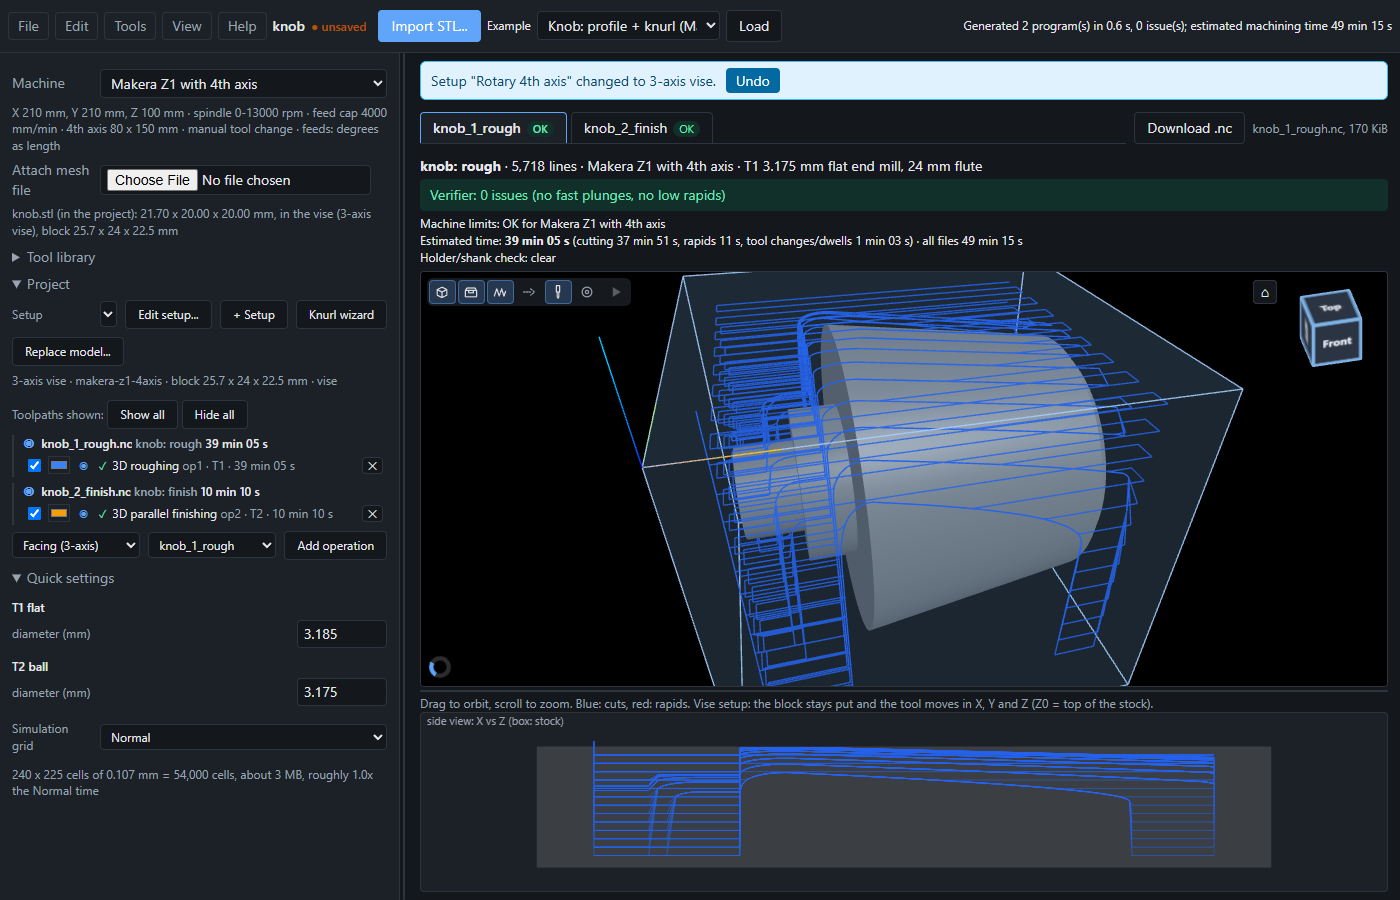 File Edit Tools View Help knob ● unsaved Import STL... Example Knob: profile + knurl (M Load Generated 2 program(s) in 0.6 s, 0 issue(s); estimated machining time 49 min 15 s
Machine Makera Z1 with 4th axis
X 210 mm, Y 210 mm, Z 100 mm · spindle 0-13000 rpm · feed cap 4000
mm/min · 4th axis 80 x 150 mm · manual tool change · feeds: degrees
as length
Attach mesh
file
Choose File No file chosen
knob.stl (in the project): 21.70 x 20.00 x 20.00 mm, in the vise (3-axis
vise), block 25.7 x 24 x 22.5 mm
Tool library
Project
Setup Edit setup... + Setup Knurl wizard
Replace model...
3-axis vise · makera-z1-4axis · block 25.7 x 24 x 22.5 mm · vise
Toolpaths shown: Show all Hide all
knob_1_rough.nc knob: rough 39 min 05 s
✓ 3D roughing op1 · T1 · 39 min 05 s
knob_2_finish.nc knob: finish 10 min 10 s
✓ 3D parallel finishing op2 · T2 · 10 min 10 s
Facing (3-axis) knob_1_rough Add operation
Quick settings
T1 flat
diameter (mm) 3.185
T2 ball
diameter (mm) 3.175
Simulation
grid
Normal
240 x 225 cells of 0.107 mm = 54,000 cells, about 3 MB, roughly 1.0x
the Normal time
Setup "Rotary 4th axis" changed to 3-axis vise. Undo
knob_1_rough OK knob_2_finish OK Download .nc knob_1_rough.nc, 170 KiB
knob: rough · 5,718 lines · Makera Z1 with 4th axis · T1 3.175 mm flat end mill, 24 mm flute
Verifier: 0 issues (no fast plunges, no low rapids)
Machine limits: OK for Makera Z1 with 4th axis
Estimated time: 39 min 05 s (cutting 37 min 51 s, rapids 11 s, tool changes/dwells 1 min 03 s) · all files 49 min 15 s
Holder/shank check: clear
Top
Front
Drag to orbit, scroll to zoom. Blue: cuts, red: rapids. Vise setup: the block stays put and the tool moves in X, Y and Z (Z0 = top of the stock).
side view: X vs Z (box: stock)